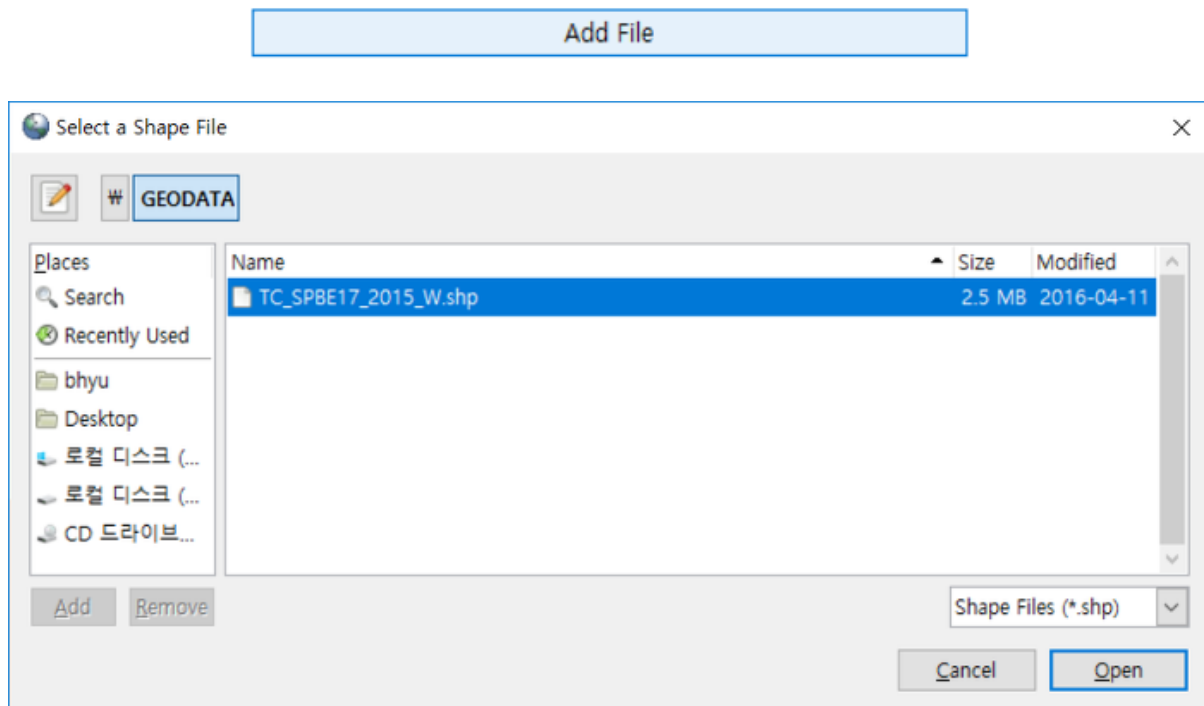 Add File
Select a Shape File
₩ GEODATA
Places
Name Size Modified
Search
TC_SPBE17_2015_W.shp 2.5 MB 2016-04-11
Recently Used
bhyu
Desktop
로컬 디스크 (...
로컬 디스크 (...
CD 드라이브...
Add Remove
Shape Files (*.shp)
Cancel Open